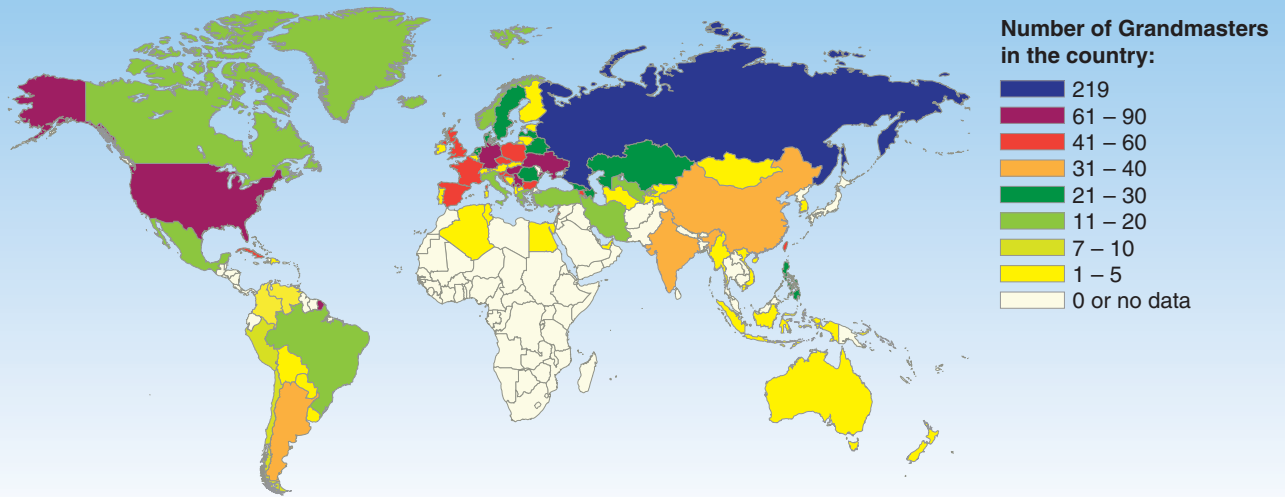 Number of Grandmasters
in the country:
219
61 – 90
41 – 60
31 – 40
21 – 30
11 – 20
7 – 10
1 – 5
0 or no data